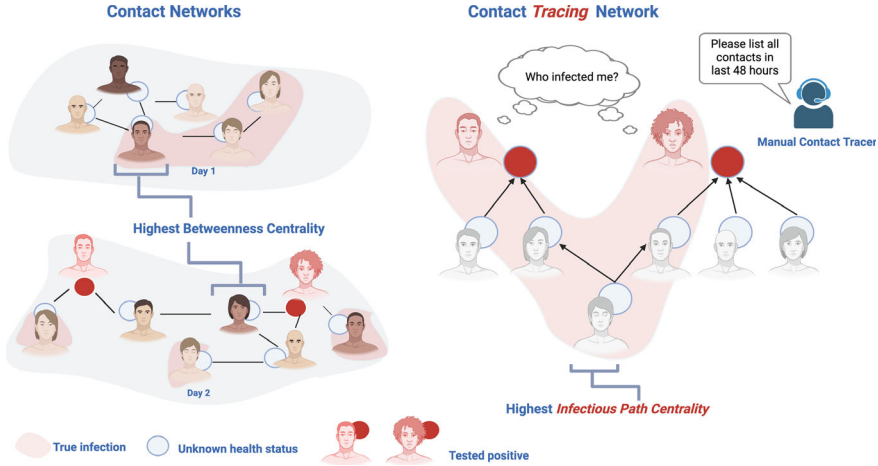 Contact Networks
Day 1
Highest Betweenness Centrality
Day 2
Contact Tracing Network
Who infected me?
Please list all
contacts in
last 48 hours
Manual Contact Tracer
Highest Infectious Path Centrality
True infection
Unknown health status
Tested positive